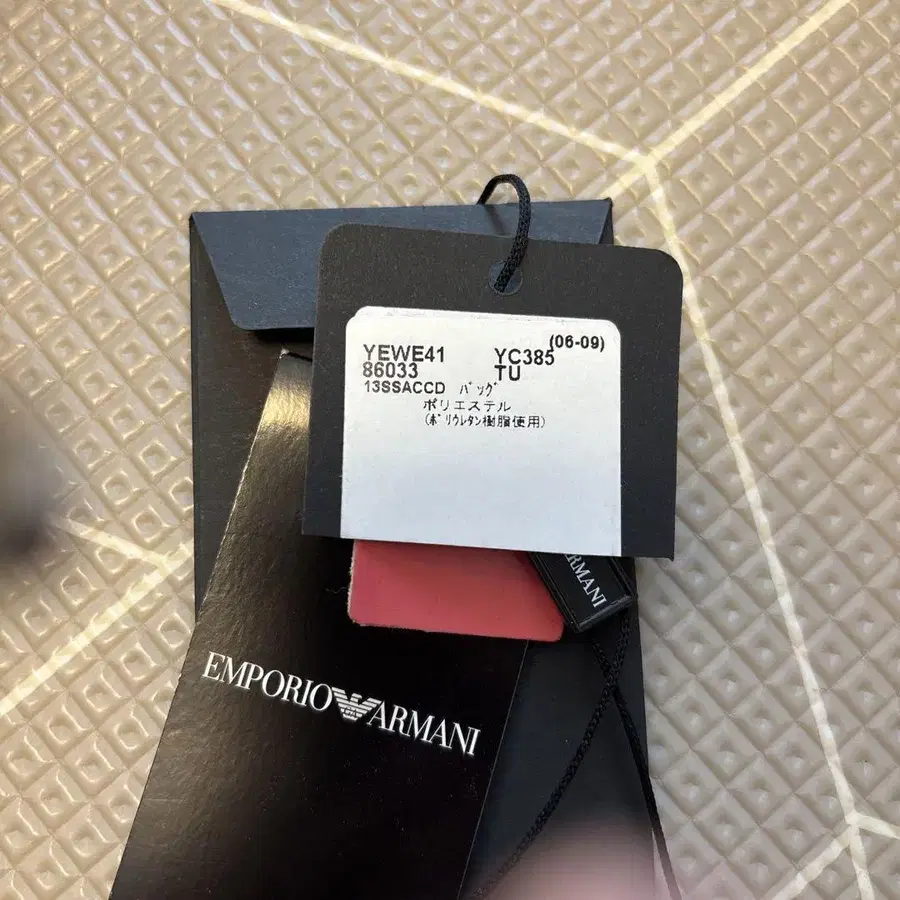 (06-09)
YEWE41 YC385
86033 TU
13SSACCD バッグ
ポリエステル
(ポリウレタン樹脂使用)
ARMANI
EMPORIO ARMANI